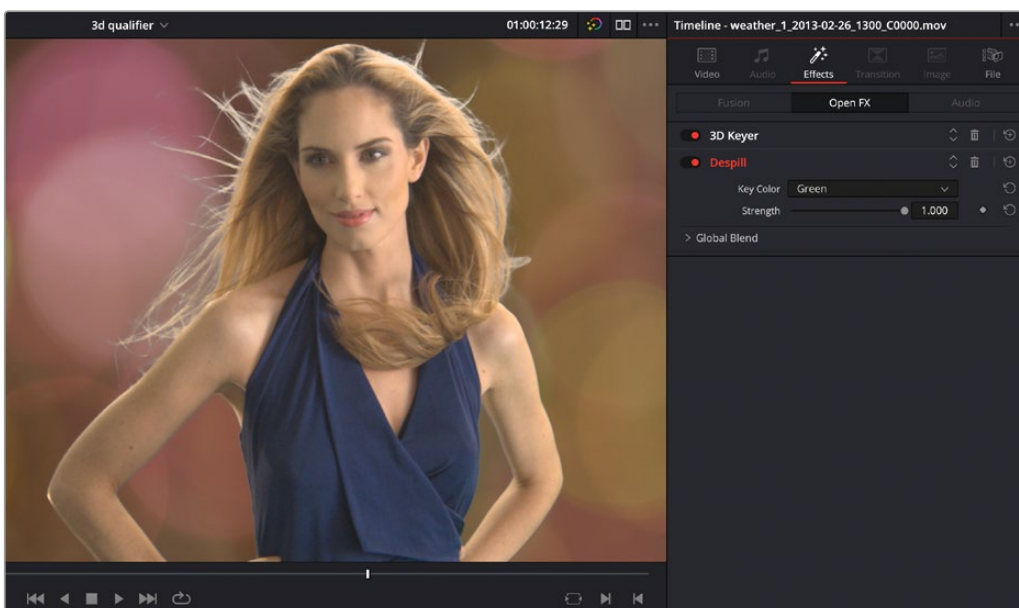 3d qualifier
01:00:12:29
Timeline - weather_1_2013-02-26_1300_C0000.mov
Video
Audio
Effects
Transition
Image
File
Fusion
Open FX
Audio
3D Keyer
Despill
Key Color
Green
Strength
1.000
Global Blend